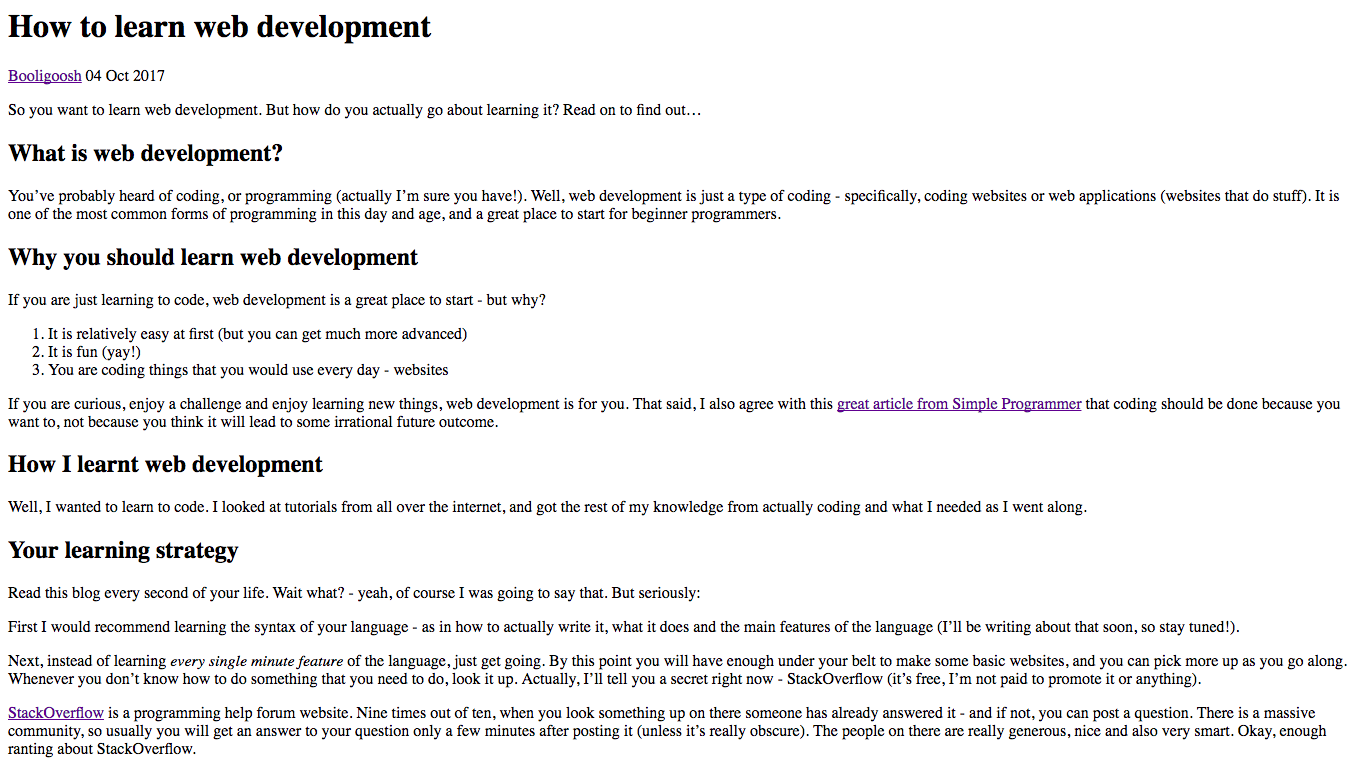 How to learn web development
Booligoosh 04 Oct 2017
So you want to learn web development. But how do you actually go about learning it? Read on to find out…
What is web development?
You’ve probably heard of coding, or programming (actually I’m sure you have!). Well, web development is just a type of coding - specifically, coding websites or web applications (websites that do stuff). It is
one of the most common forms of programming in this day and age, and a great place to start for beginner programmers.
Why you should learn web development
If you are just learning to code, web development is a great place to start - but why?
1. It is relatively easy at first (but you can get much more advanced)
2. It is fun (yay!)
3. You are coding things that you would use every day - websites
If you are curious, enjoy a challenge and enjoy learning new things, web development is for you. That said, I also agree with this great article from Simple Programmer that coding should be done because you
want to, not because you think it will lead to some irrational future outcome.
How I learnt web development
Well, I wanted to learn to code. I looked at tutorials from all over the internet, and got the rest of my knowledge from actually coding and what I needed as I went along.
Your learning strategy
Read this blog every second of your life. Wait what? - yeah, of course I was going to say that. But seriously:
First I would recommend learning the syntax of your language - as in how to actually write it, what it does and the main features of the language (I’ll be writing about that soon, so stay tuned!).
Next, instead of learning every single minute feature of the language, just get going. By this point you will have enough under your belt to make some basic websites, and you can pick more up as you go along.
Whenever you don’t know how to do something that you need to do, look it up. Actually, I’ll tell you a secret right now - StackOverflow (it’s free, I’m not paid to promote it or anything).
StackOverflow is a programming help forum website. Nine times out of ten, when you look something up on there someone has already answered it - and if not, you can post a question. There is a massive
community, so usually you will get an answer to your question only a few minutes after posting it (unless it’s really obscure). The people on there are really generous, nice and also very smart. Okay, enough
ranting about StackOverflow.